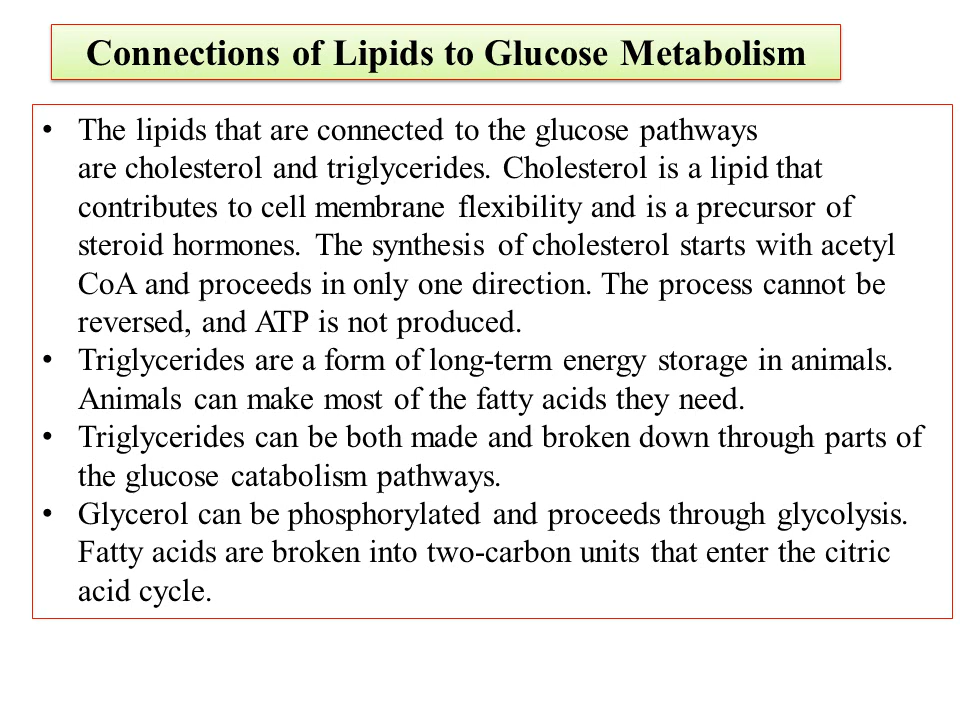 Connections of Lipids to Glucose Metabolism
• The lipids that are connected to the glucose pathways
are cholesterol and triglycerides. Cholesterol is a lipid that
contributes to cell membrane flexibility and is a precursor of
steroid hormones. The synthesis of cholesterol starts with acetyl
CoA and proceeds in only one direction. The process cannot be
reversed, and ATP is not produced.
• Triglycerides are a form of long-term energy storage in animals.
Animals can make most of the fatty acids they need.
• Triglycerides can be both made and broken down through parts of
the glucose catabolism pathways.
• Glycerol can be phosphorylated and proceeds through glycolysis.
Fatty acids are broken into two-carbon units that enter the citric
acid cycle.